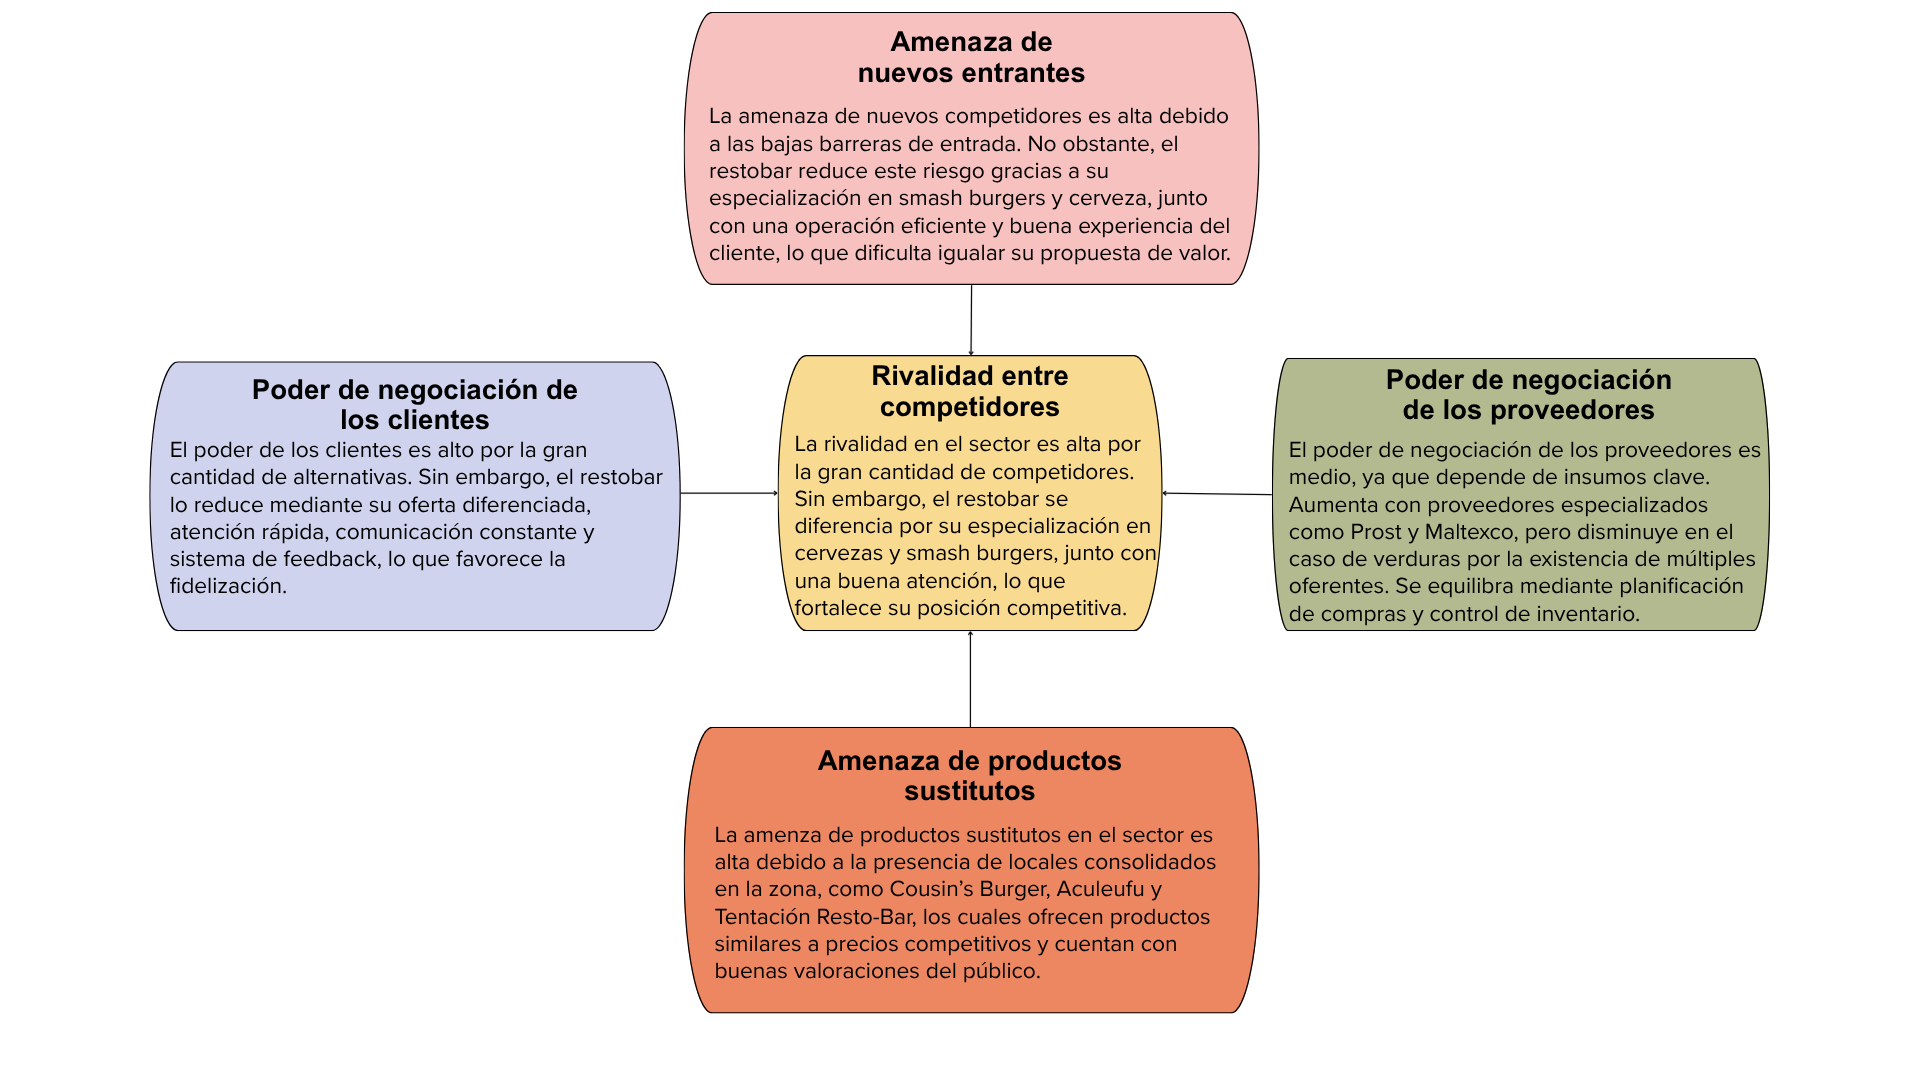 Amenaza de
nuevos entrantes
La amenaza de nuevos competidores es alta debido
a las bajas barreras de entrada. No obstante, el
restobar reduce este riesgo gracias a su
especialización en smash burgers y cerveza, junto
con una operación eficiente y buena experiencia del
cliente, lo que dificulta igualar su propuesta de valor.
Poder de negociación de
los clientes
El poder de los clientes es alto por la gran
cantidad de alternativas. Sin embargo, el restobar
lo reduce mediante su oferta diferenciada,
atención rápida, comunicación constante y
sistema de feedback, lo que favorece la
fidelización.
Rivalidad entre
competidores
La rivalidad en el sector es alta por
la gran cantidad de competidores.
Sin embargo, el restobar se
diferencia por su especialización en
cervezas y smash burgers, junto con
una buena atención, lo que
fortalece su posición competitiva.
Poder de negociación
de los proveedores
El poder de negociación de los proveedores es
medio, ya que depende de insumos clave.
Aumenta con proveedores especializados
como Prost y Maltexco, pero disminuye en el
caso de verduras por la existencia de múltiples
oferentes. Se equilibra mediante planificación
de compras y control de inventario.
Amenaza de productos
sustitutos
La amenza de productos sustitutos en el sector es
alta debido a la presencia de locales consolidados
en la zona, como Cousin’s Burger, Aculeufu y
Tentación Resto-Bar, los cuales ofrecen productos
similares a precios competitivos y cuentan con
buenas valoraciones del público.